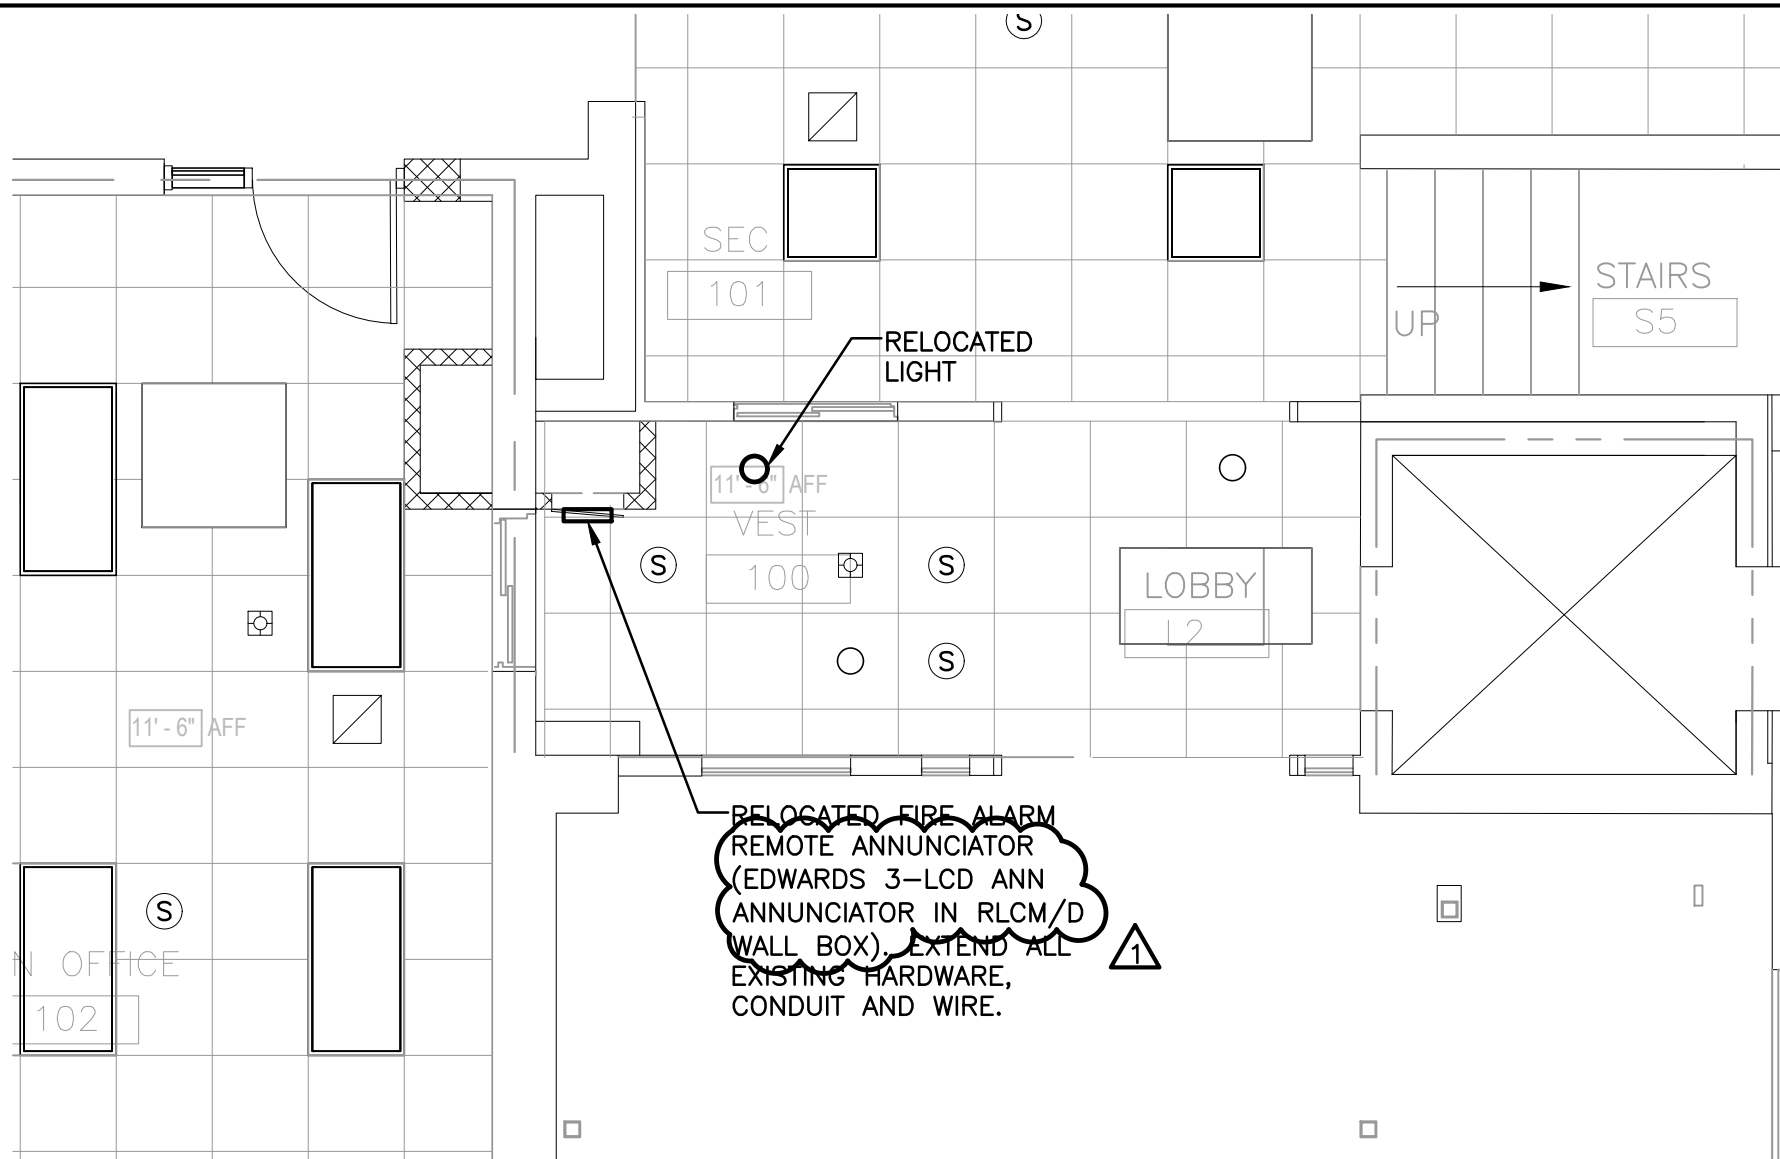 S
SEC
101
STAIRS
S5
UP
RELOCATED
LIGHT
11'-6" AFF
VEST
100
S
S
S
LOBBY
L2
11'-6" AFF
RELOCATED FIRE ALARM
REMOTE ANNUNCIATOR
(EDWARDS 3-LCD ANN
ANNUNCIATOR IN RLCM/D
WALL BOX). EXTEND ALL
EXISTING HARDWARE,
CONDUIT AND WIRE.
1
S
N OFFICE
102